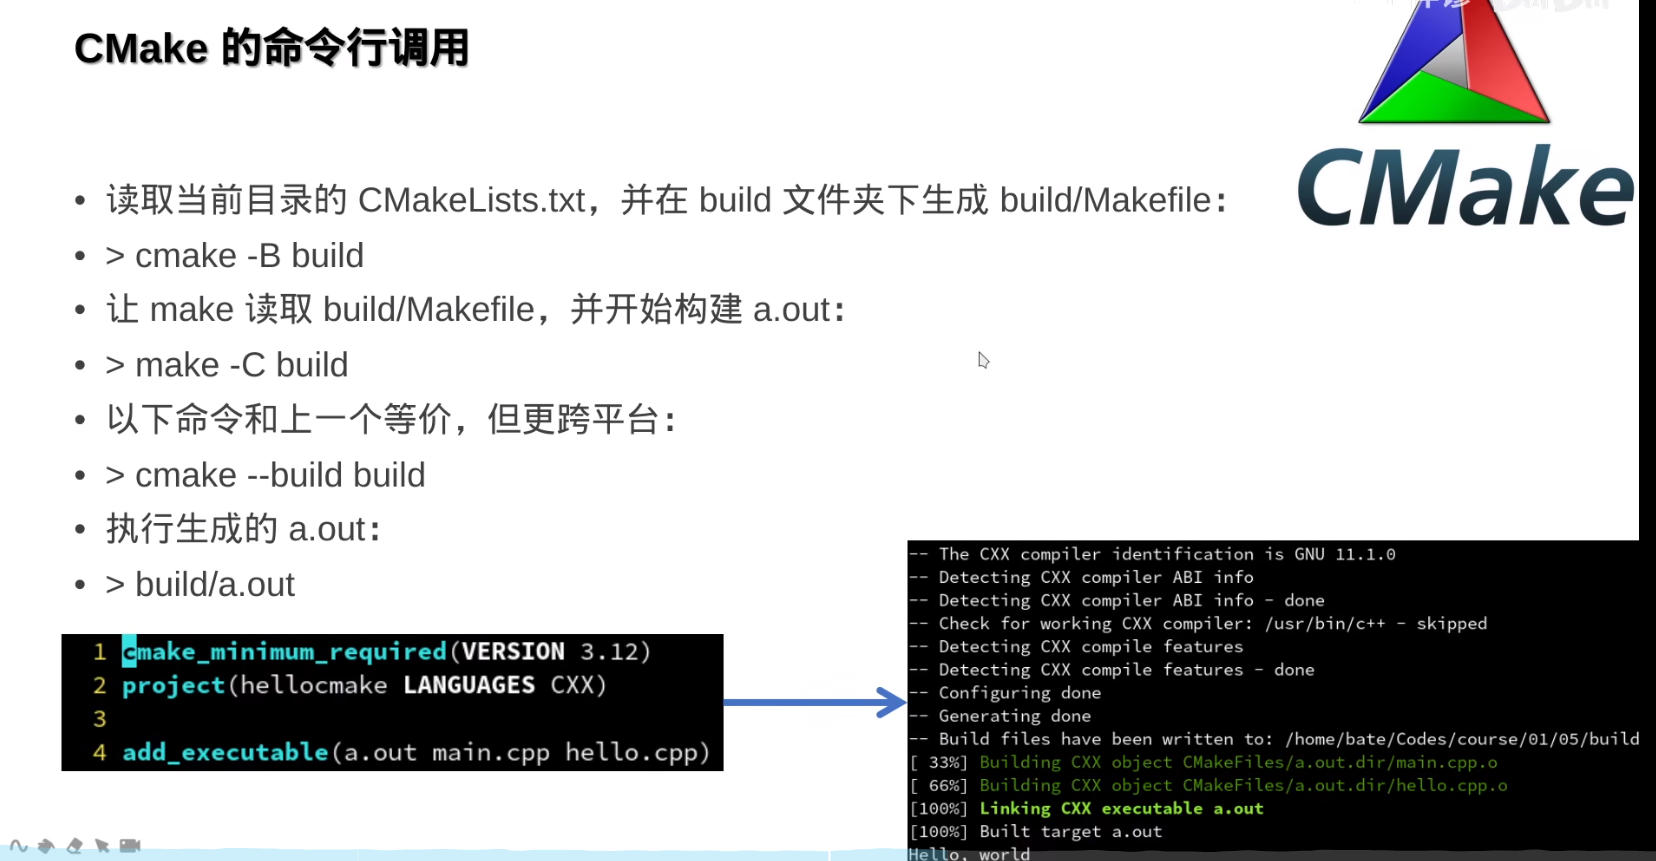 CMake 的命令行调用
CMake
• 读取当前目录的 CMakeLists.txt，并在 build 文件夹下生成 build/Makefile：
• > cmake -B build
• 让 make 读取 build/Makefile，并开始构建 a.out：
• > make -C build
• 以下命令和上一个等价，但更跨平台：
• > cmake --build build
• 执行生成的 a.out：
• > build/a.out
1 cmake_minimum_required(VERSION 3.12)
2 project(hellocmake LANGUAGES CXX)
3
4 add_executable(a.out main.cpp hello.cpp)
-- The CXX compiler identification is GNU 11.1.0
-- Detecting CXX compiler ABI info
-- Detecting CXX compiler ABI info - done
-- Check for working CXX compiler: /usr/bin/c++ - skipped
-- Detecting CXX compile features
-- Detecting CXX compile features - done
-- Configuring done
-- Generating done
-- Build files have been written to: /home/bate/Codes/course/01/05/build
[ 33%] Building CXX object CMakeFiles/a.out.dir/main.cpp.o
[ 66%] Building CXX object CMakeFiles/a.out.dir/hello.cpp.o
[100%] Linking CXX executable a.out
[100%] Built target a.out
Hello, world